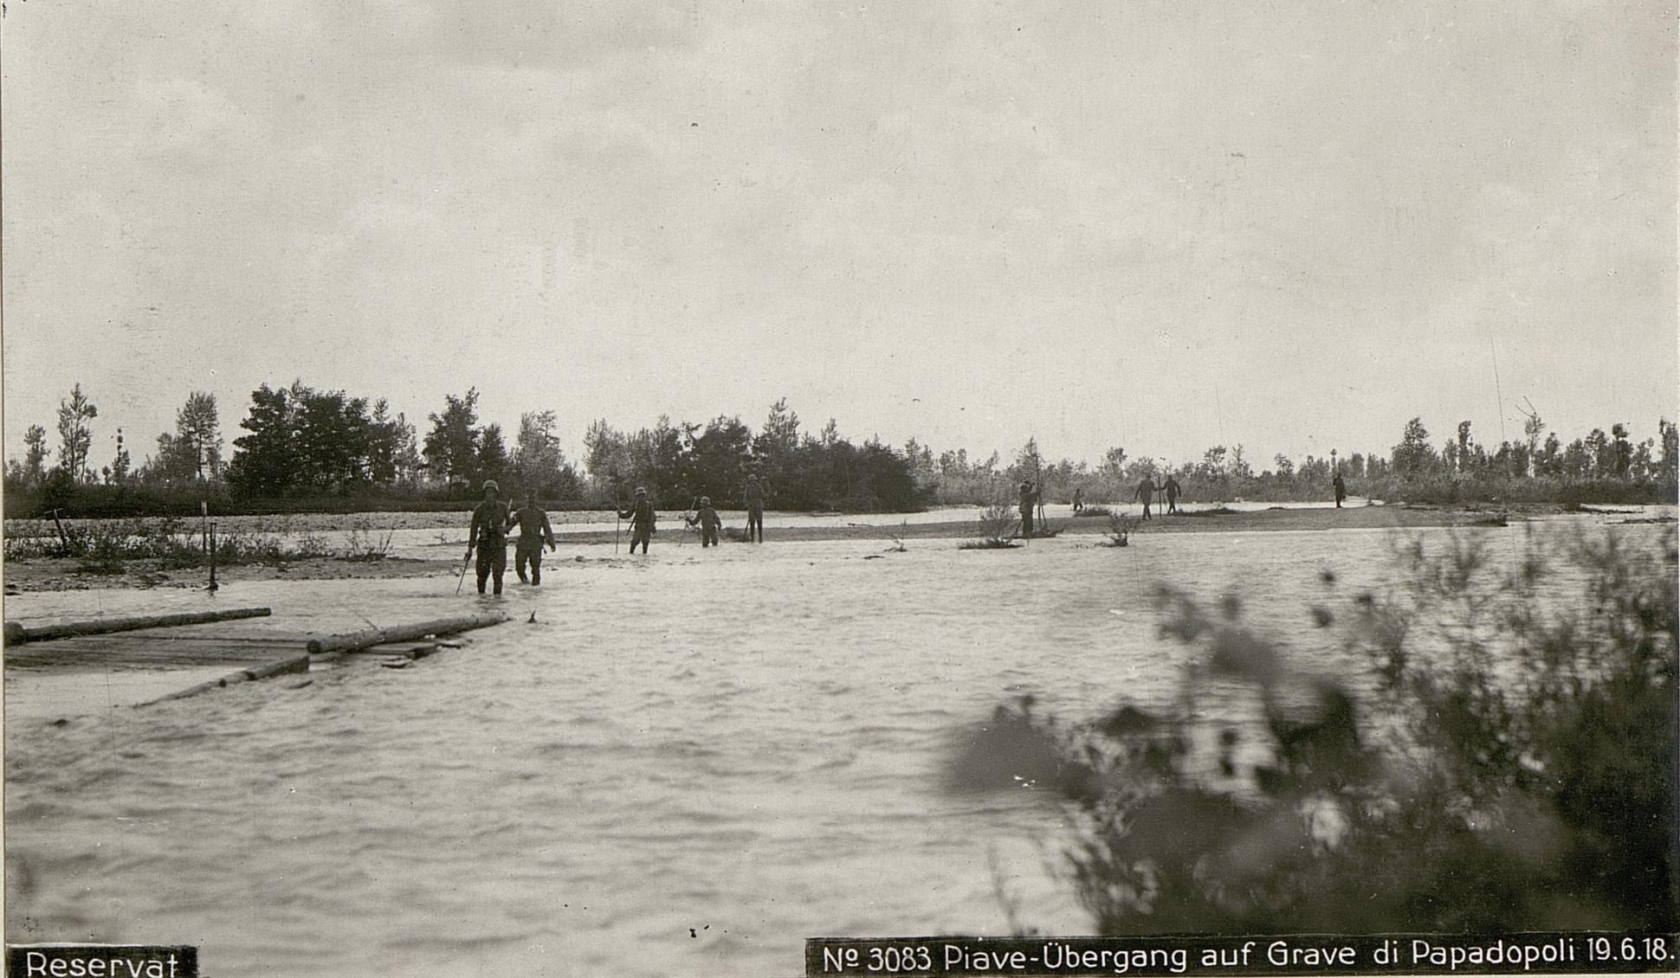 Reservat
Nº 3083 Piave-Übergang auf Grave di Papadopoli 19.6.18.